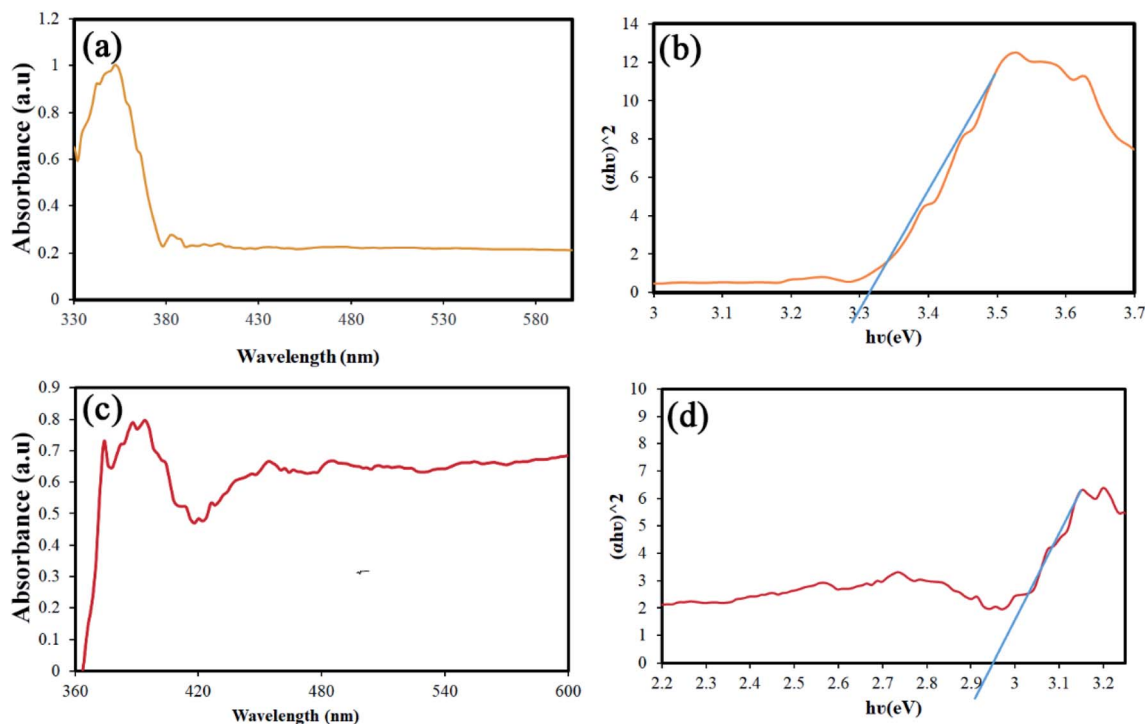 (a)
Absorbance (a.u)
1.2
1
0.8
0.6
0.4
0.2
0
330 380 430 480 530 580
Wavelength (nm)
(b)
(αhυ)^2
14
12
10
8
6
4
2
0
3 3.1 3.2 3.3 3.4 3.5 3.6 3.7
hυ(eV)
(c)
Absorbance (a.u)
0.9
0.8
0.7
0.6
0.5
0.4
0.3
0.2
0.1
0
360 420 480 540 600
Wavelength (nm)
(d)
(αhυ)^2
10
9
8
7
6
5
4
3
2
1
0
2.2 2.3 2.4 2.5 2.6 2.7 2.8 2.9 3 3.1 3.2
hυ(eV)